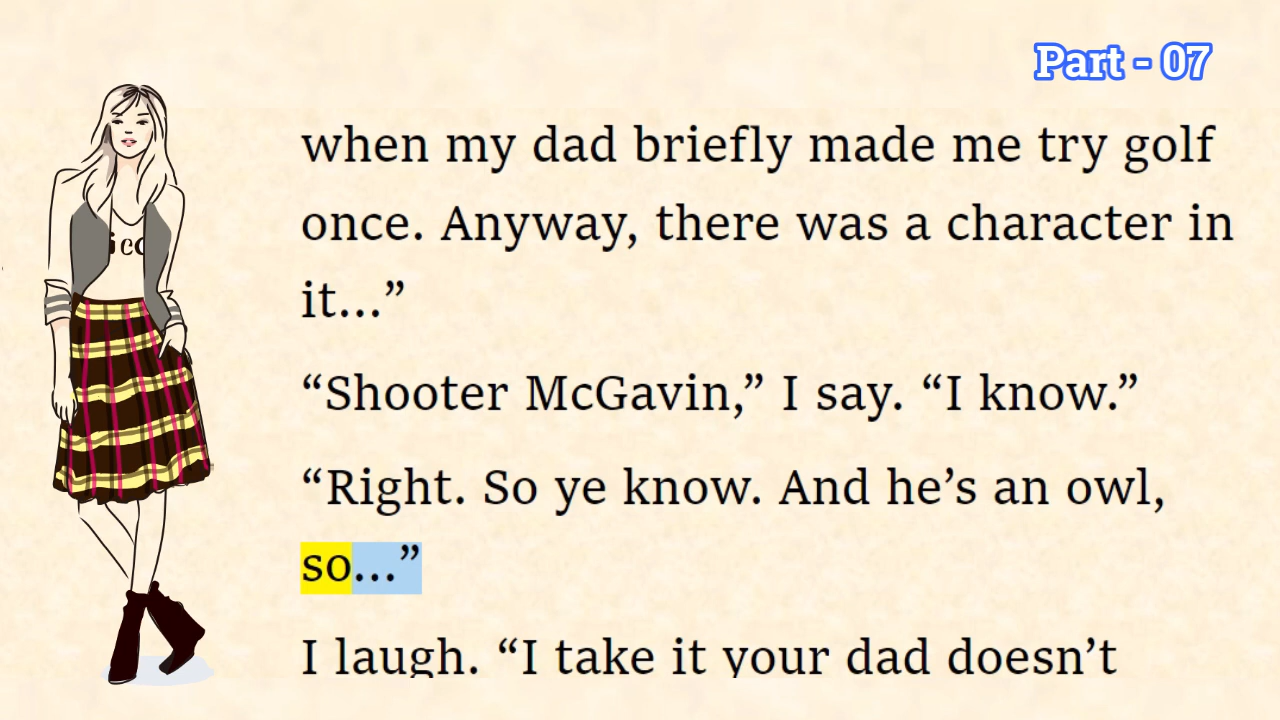 Part - 07
when my dad briefly made me try golf
once. Anyway, there was a character in
it...”
“Shooter McGavin,” I say. “I know.”
“Right. So ye know. And he’s an owl,
so...”
I laugh. “I take it your dad doesn’t
ico